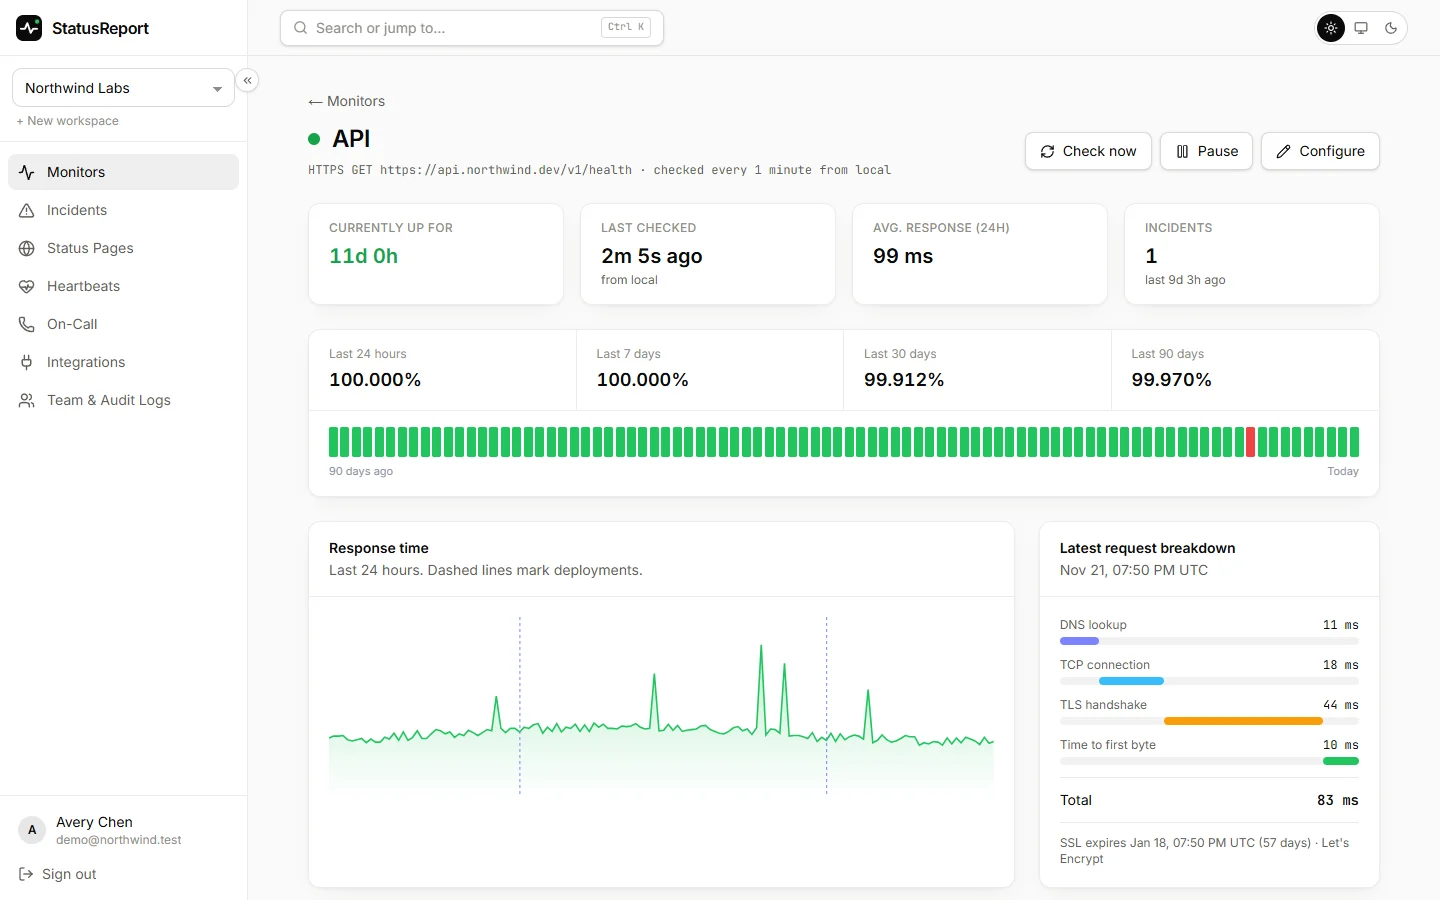 StatusReport
Search or jump to...
Ctrl K
Northwind Labs
+ New workspace
Monitors
Incidents
Status Pages
Heartbeats
On-Call
Integrations
Team & Audit Logs
Avery Chen
A
demo@northwind.test
Sign out
← Monitors
API
HTTPS GET https://api.northwind.dev/v1/health · checked every 1 minute from local
Check now
Pause
Configure
CURRENTLY UP FOR
11d 0h
LAST CHECKED
2m 5s ago
from local
AVG. RESPONSE (24H)
99 ms
INCIDENTS
1
last 9d 3h ago
Last 24 hours
100.000%
Last 7 days
100.000%
Last 30 days
99.912%
Last 90 days
99.970%
90 days ago
Today
Response time
Last 24 hours. Dashed lines mark deployments.
Latest request breakdown
Nov 21, 07:50 PM UTC
DNS lookup
11 ms
TCP connection
18 ms
TLS handshake
44 ms
Time to first byte
10 ms
Total
83 ms
SSL expires Jan 18, 07:50 PM UTC (57 days) · Let's
Encrypt